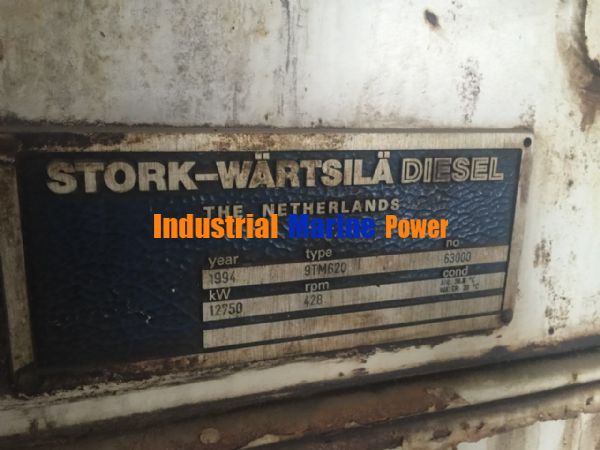 STORK-WÄRTSILÄ DIESEL
THE NETHERLANDS
Industrial Marine Power
year type no
1994 9TM620 63000
kW rpm cond
12750 428